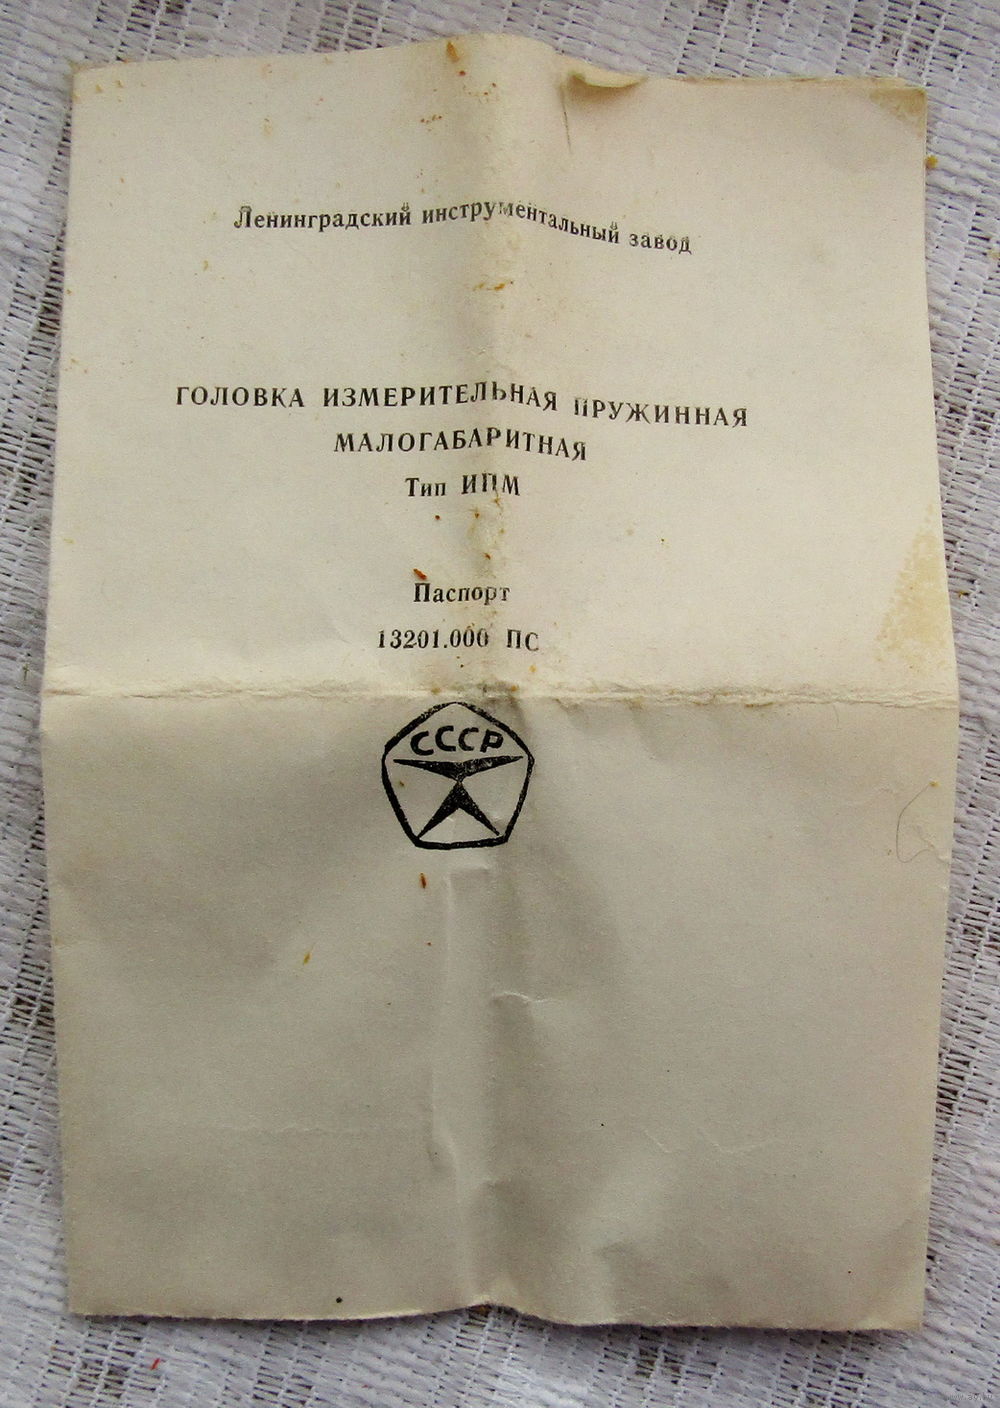 Ленинградский инструментальный завод
ГОЛОВКА ИЗМЕРИТЕЛЬНАЯ ПРУЖИННАЯ
МАЛОГАБАРИТНАЯ
Тип ИПМ
Паспорт
13201.000 ПС
СССР